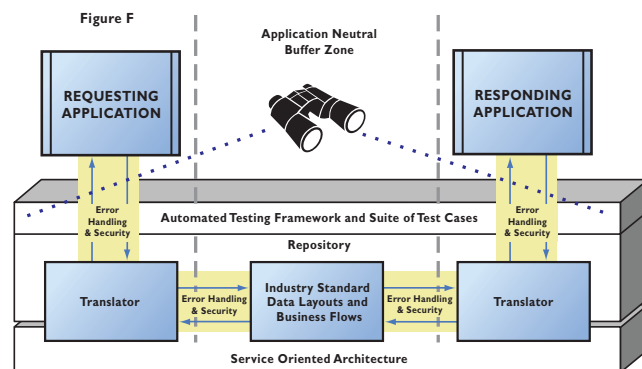 Figure F
Application Neutral
Buffer Zone
REQUESTING
APPLICATION
RESPONDING
APPLICATION
Error
Handling
& Security
Automated Testing Framework and Suite of Test Cases
Error
Handling
& Security
Repository
Translator
Error Handling
& Security
Industry Standard
Data Layouts and
Business Flows
Error Handling
& Security
Translator
Service Oriented Architecture